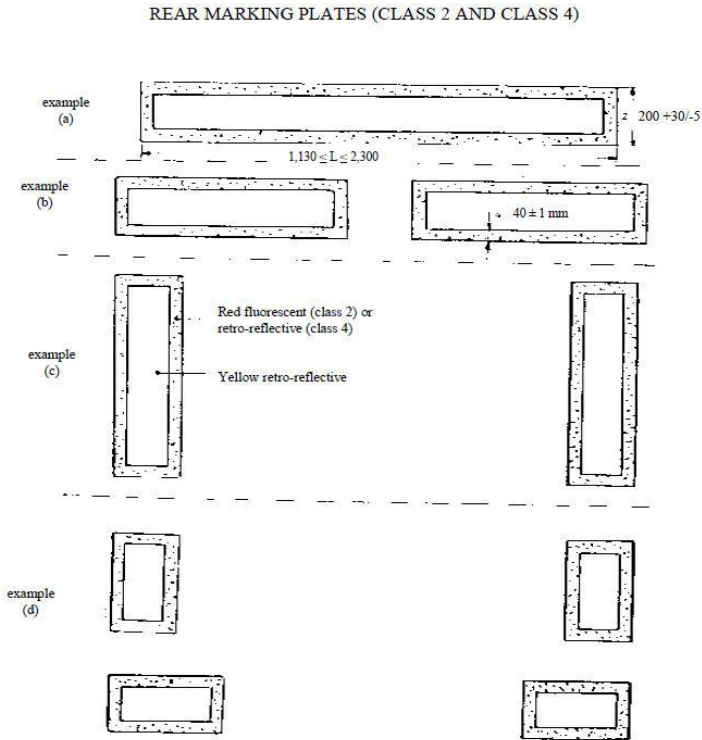 REAR MARKING PLATES (CLASS 2 AND CLASS 4)
example
(a)
200 +30/-5
1,130 ≤ L ≤ 2,300
example
(b)
40 ± 1 mm
Red fluorescent (class 2) or
retro-reflective (class 4)
example
(c)
Yellow retro-reflective
example
(d)